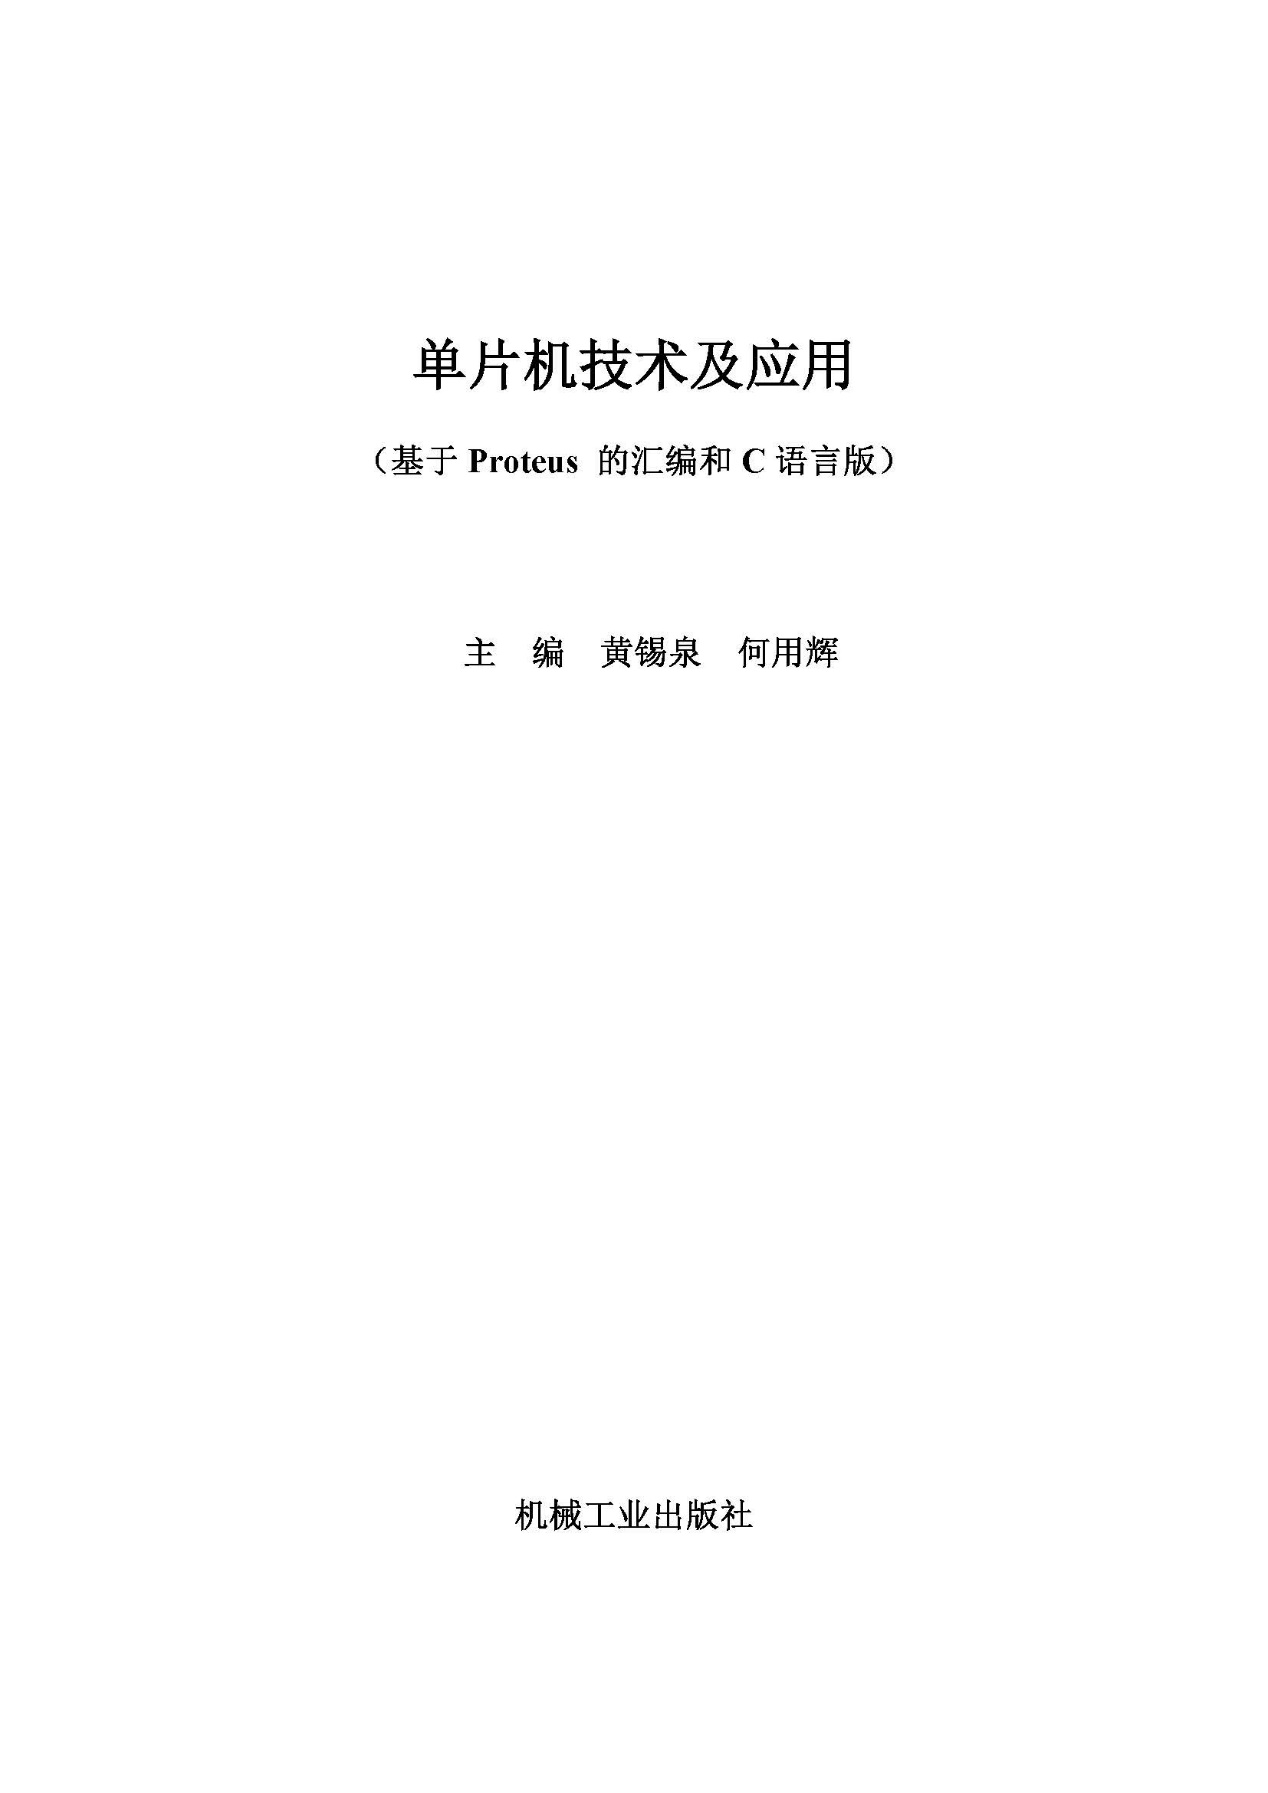 单片机技术及应用
（基于 Proteus 的汇编和 C 语言版）
主 编 黄锡泉 何用辉
机械工业出版社